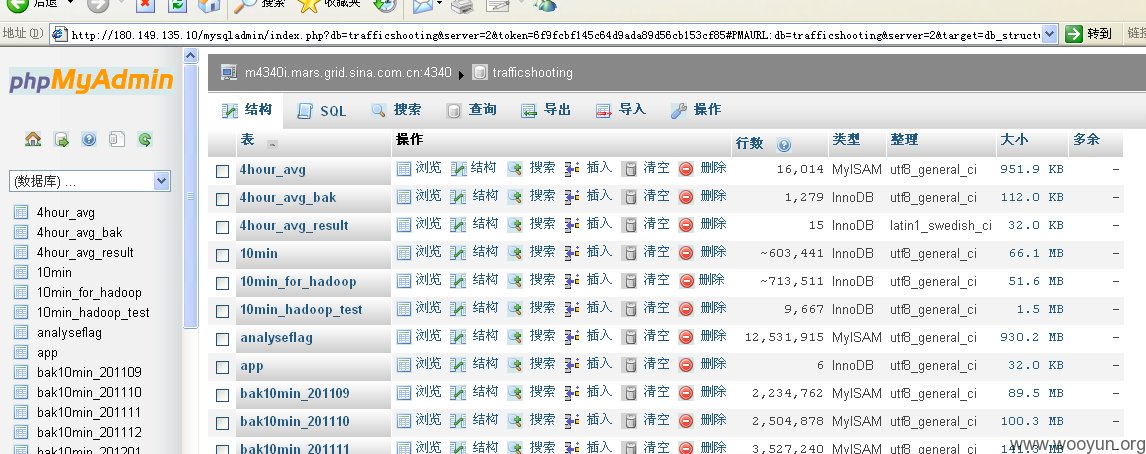 后退 搜索 收藏夹
地址(D) http://180.149.135.10/mysqladmin/index.php?db=trafficshooting&server=2&token=6f9fcbf145c64d9ada89d56cb153cf85#PMAURL:db=trafficshooting&server=2&target=db_struct 转到 链接
phpMyAdmin
(数据库) ...
4hour_avg
4hour_avg_bak
4hour_avg_result
10min
10min_for_hadoop
10min_hadoop_test
analyseflag
app
bak10min_201109
bak10min_201110
bak10min_201111
bak10min_201112
bak10min_201201
m4340i.mars.grid.sina.com.cn:4340 trafficshooting
结构 SQL 搜索 查询 导出 导入 操作
表 操作 行数 类型 整理 大小 多余
4hour_avg 浏览 结构 搜索 插入 清空 删除 16,014 MyISAM utf8_general_ci 951.9 KB -
4hour_avg_bak 浏览 结构 搜索 插入 清空 删除 1,279 InnoDB utf8_general_ci 112.0 KB -
4hour_avg_result 浏览 结构 搜索 插入 清空 删除 15 InnoDB latin1_swedish_ci 32.0 KB -
10min 浏览 结构 搜索 插入 清空 删除 ~603,441 InnoDB utf8_general_ci 66.1 MB -
10min_for_hadoop 浏览 结构 搜索 插入 清空 删除 ~713,511 InnoDB utf8_general_ci 51.6 MB -
10min_hadoop_test 浏览 结构 搜索 插入 清空 删除 9,667 InnoDB utf8_general_ci 1.5 MB -
analyseflag 浏览 结构 搜索 插入 清空 删除 12,531,915 MyISAM utf8_general_ci 930.2 MB -
app 浏览 结构 搜索 插入 清空 删除 6 InnoDB utf8_general_ci 32.0 KB -
bak10min_201109 浏览 结构 搜索 插入 清空 删除 2,234,762 MyISAM utf8_general_ci 89.5 MB -
bak10min_201110 浏览 结构 搜索 插入 清空 删除 2,504,878 MyISAM utf8_general_ci 100.3 MB -
bak10min_201111 浏览 结构 搜索 插入 清空 删除 3,527,240 MyISAM utf8_general_ci MB -
www.wooyun.org